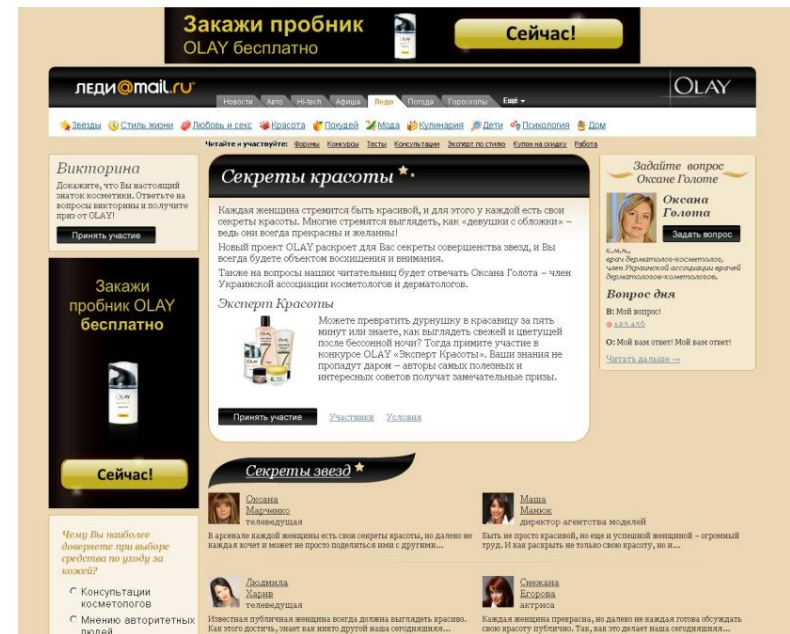 Закажи пробник
OLAY бесплатно
Сейчас!
леди@mail.ru
Новости Авто Hi-tech Афиша Леди Погода Гороскопы Ещё
OLAY
Звезды Стиль жизни Любовь и секс Красота Похудей Мода Кулинария Дети Психология Дом
Читайте и участвуйте: Форумы Конкурсы Тесты Консультации Эксперт по стилю Купон на скидку Работа
Викторина
Докажите, что Вы настоящий
знаток косметики. Ответьте на
вопросы викторины и получите
приз от OLAY!
Принять участие
Закажи
пробник OLAY
бесплатно
OLAY
Сейчас!
Чему Вы наиболее
доверяете при выборе
средства по уходу за
кожей?
Консультации
косметологов
Мнению авторитетных
людей
Секреты красоты
Каждая женщина стремится быть красивой, и для этого у каждой есть свои
секреты красоты. Многие стремятся выглядеть, как «девушки с обложки» –
ведь они всегда прекрасны и желанны!
Новый проект OLAY раскроет для Вас секреты совершенства звезд, и Вы
всегда будете объектом восхищения и внимания.
Также на вопросы наших читательниц будет отвечать Оксана Голота – член
Украинской ассоциации косметологов и дерматологов.
Эксперт Красоты
Можете превратить дурнушку в красавицу за пять
минут или знаете, как выглядеть свежей и цветущей
после бессонной ночи? Тогда примите участие в
конкурсе OLAY «Эксперт Красоты». Ваши знания не
пропадут даром – авторы самых полезных и
интересных советов получат замечательные призы.
Принять участие Участники Условия
Секреты звезд
Оксана
Марченко
телеведущая
В арсенале каждой женщины есть свои секреты красоты, но далеко не
каждая хочет и может не просто поделиться ими с другими...
Маша
Манюк
директор агентства моделей
Быть не просто красивой, но еще и успешной женщиной – огромный
труд. И как раскрыть не только свою красоту, но и...
Людмила
Харив
телеведущая
Известная публичная женщина всегда должна выглядеть красиво.
Как этого достичь, знает как никто другой наша сегодняшняя...
Снежана
Егорова
актриса
Каждая женщина прекрасна, но далеко не каждая готова обсуждать
свою красоту публично. Так, как это делает наша сегодняшняя...
Задайте вопрос
Оксане Голоте
Оксана
Голота
Задать вопрос
к.м.н.,
врач дерматолог-косметолог,
член Украинской ассоциации врачей
дерматологов-косметологов.
Вопрос дня
В: Мой вопрос!
123,456
О: Мой вам ответ! Мой вам ответ!
Читать дальше →